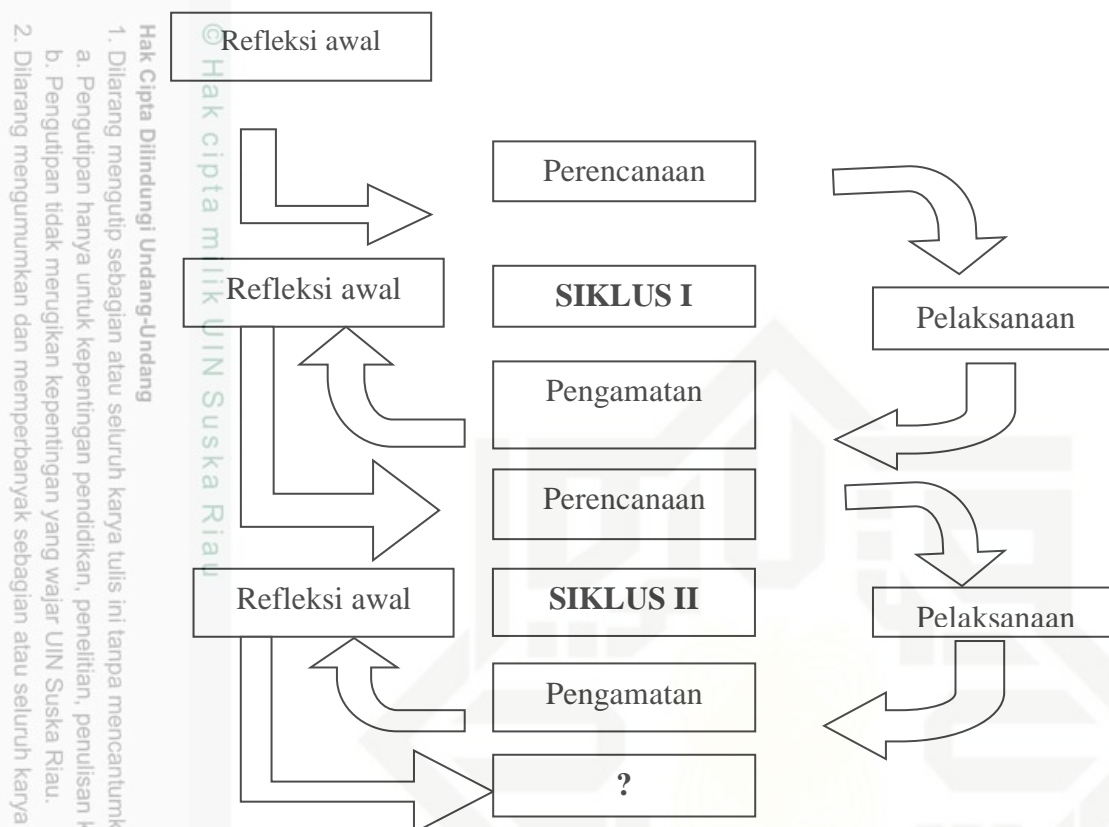 Refleksi awal
Perencanaan
Refleksi awal
SIKLUS I
Pelaksanaan
Pengamatan
Perencanaan
Refleksi awal
SIKLUS II
Pelaksanaan
Pengamatan
?
© Hak cipta milik UIN Suska Riau
Hak Cipta Dilindungi Undang-Undang
1. Dilarang mengutip sebagian atau seluruh karya tulis ini tanpa
a. Pengutipan hanya untuk kepentingan pendidikan, penelitian, penulisan
b. Pengutipan tidak merugikan kepentingan yang wajar UIN Suska Riau.
2. Dilarang mengumumkan dan memperbanyak sebagian atau seluruh karya